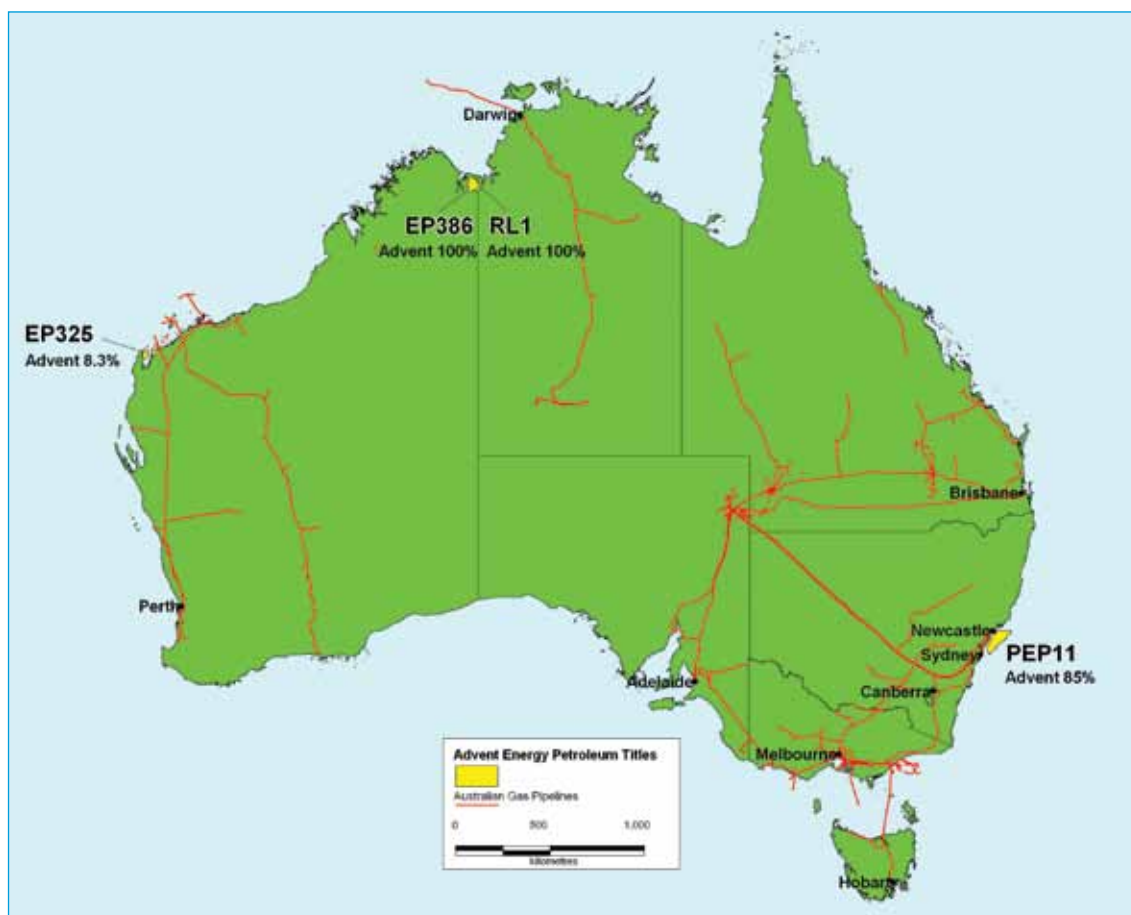 Darwin
EP386 RL1
Advent 100% Advent 100%
EP325
Advent 8.3%
Brisbane
Perth
Newcastle
Sydney
PEP11
Advent 85%
Adelaide
Canberra
Melbourne
Advent Energy Petroleum Titles
Australian Gas Pipelines
0 500 1,000
kilometres
Hobart